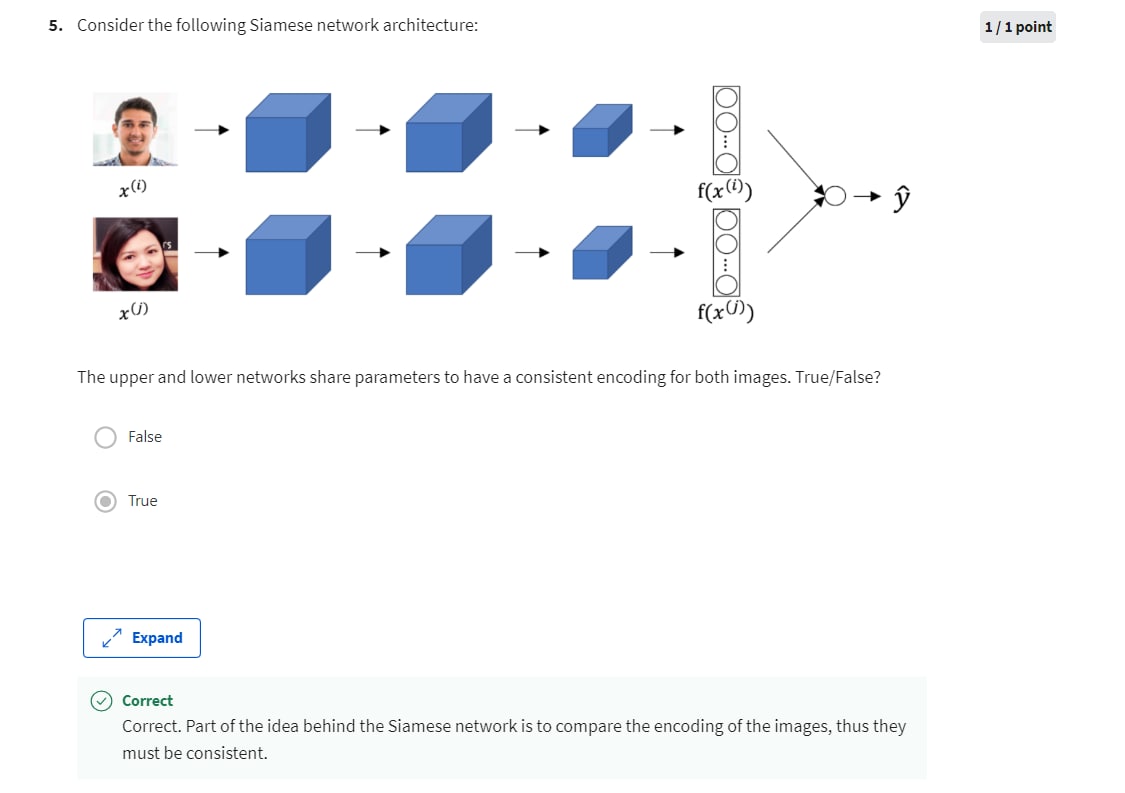 5. Consider the following Siamese network architecture:
1 / 1 point
x⁽ⁱ⁾
f(x⁽ⁱ⁾)
ŷ
rs
x⁽ʲ⁾
f(x⁽ʲ⁾)
The upper and lower networks share parameters to have a consistent encoding for both images. True/False?
False
True
Expand
Correct
Correct. Part of the idea behind the Siamese network is to compare the encoding of the images, thus they
must be consistent.